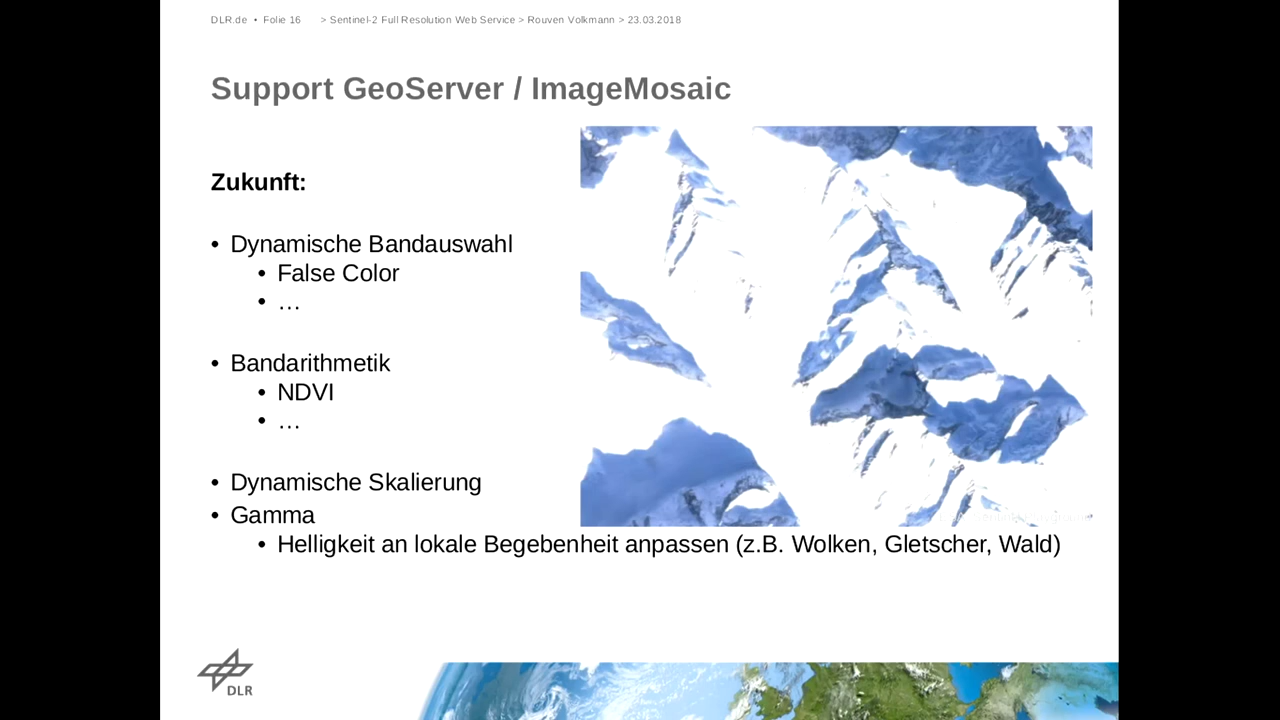 DLR.de • Folie 16 > Sentinel-2 Full Resolution Web Service > Rouven Volkmann > 23.03.2018
Support GeoServer / ImageMosaic
Zukunft:
• Dynamische Bandauswahl
• False Color
• …
• Bandarithmetik
• NDVI
• …
• Dynamische Skalierung
• Gamma
• Helligkeit an lokale Begebenheit anpassen (z.B. Wolken, Gletscher, Wald)
DLR